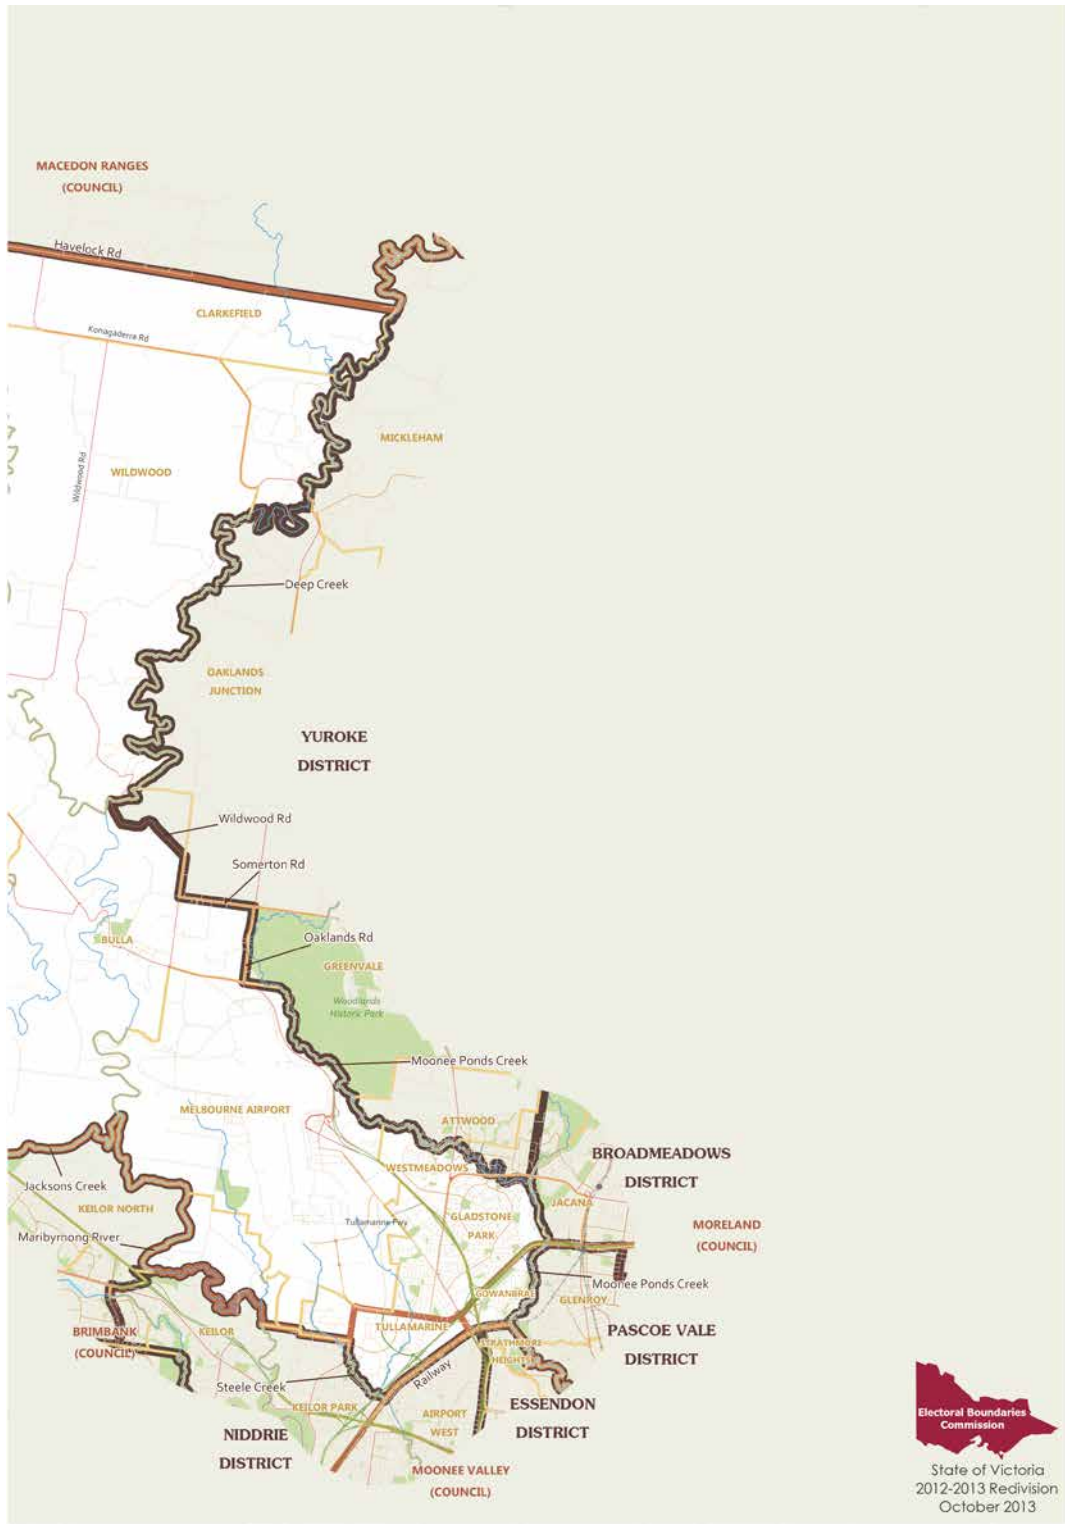 MACEDON RANGES
(COUNCIL)
Havelock Rd
CLARKEFIELD
Konagaderra Rd
MICKLEHAM
WILDWOOD
Wildwood Rd
Deep Creek
OAKLANDS
JUNCTION
YUROKE
DISTRICT
Wildwood Rd
Somerton Rd
BULLA
Oaklands Rd
GREENVALE
Woodlands
Historic Park
Moonee Ponds Creek
MELBOURNE AIRPORT
ATTWOOD
BROADMEADOWS
DISTRICT
WESTMEADOWS
Jacksons Creek
JACANA
KEILOR NORTH
GLADSTONE
PARK
Tullamarine Fwy
MORELAND
(COUNCIL)
Maribyrnong River
Moonee Ponds Creek
GOWANBRAE
GLENROY
BRIMBANK
(COUNCIL)
KEILOR
TULLAMARINE
PASCOE VALE
DISTRICT
STRATHMORE
HEIGHTS
Railway
Steele Creek
KEILOR PARK
AIRPORT
WEST
ESSENDON
DISTRICT
NIDDRIE
DISTRICT
MOONEE VALLEY
(COUNCIL)
Electoral Boundaries
Commission
State of Victoria
2012-2013 Redivision
October 2013